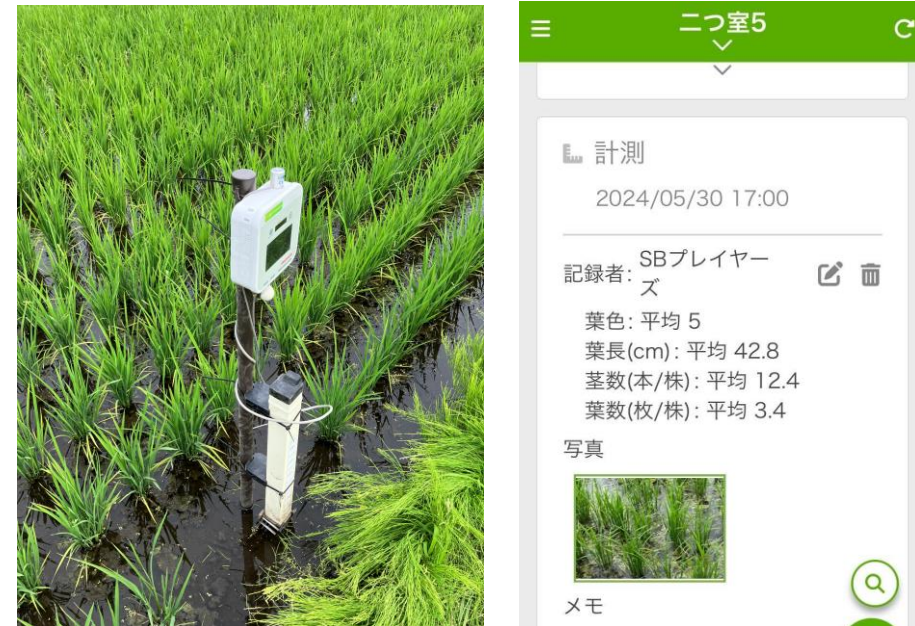 二つ室5
計測
2024/05/30 17:00
記録者: SBプレイヤー
ズ
葉色: 平均 5
葉長(cm): 平均 42.8
茎数(本/株): 平均 12.4
葉数(枚/株): 平均 3.4
写真
メモ